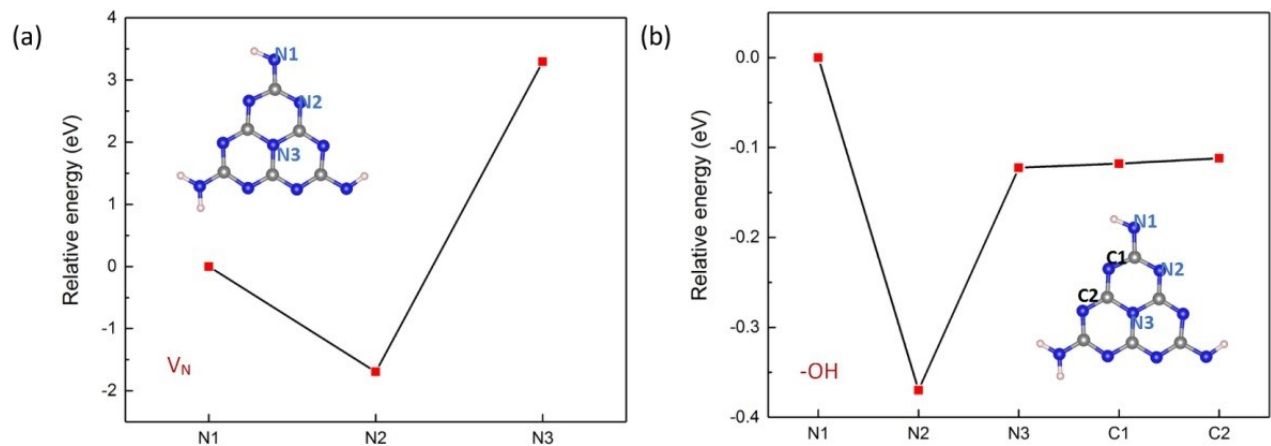 (a)
Relative energy (eV)
4
3
2
1
0
-1
-2
N1
N2
N3
V_N
N1
N2
N3
(b)
Relative energy (eV)
0.0
-0.1
-0.2
-0.3
-0.4
N1
C1
N2
C2
N3
-OH
N1
N2
N3
C1
C2